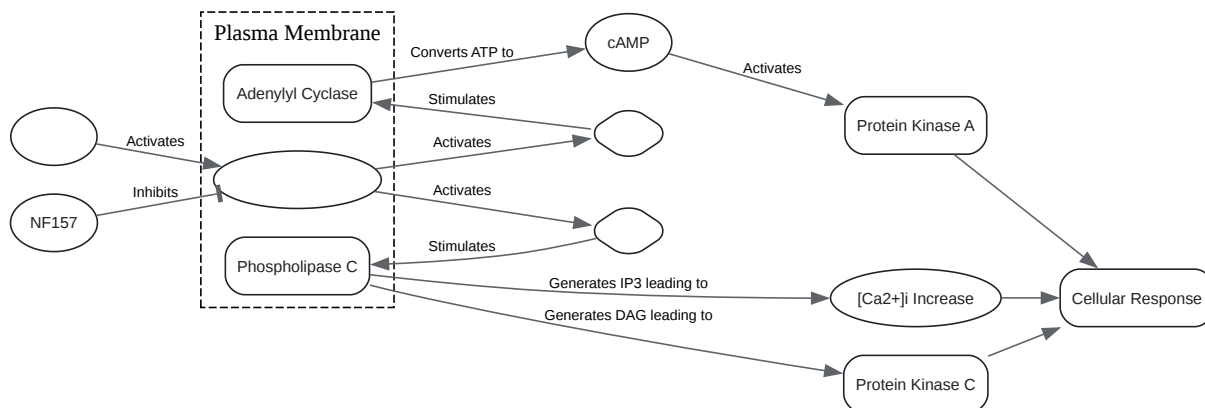 Plasma Membrane
Converts ATP to
cAMP
Adenylyl Cyclase
Stimulates
Activates
Protein Kinase A
Activates
Activates
Inhibits
Activates
NF157
Stimulates
Phospholipase C
Generates IP3 leading to
[Ca2+]i Increase
Cellular Response
Generates DAG leading to
Protein Kinase C